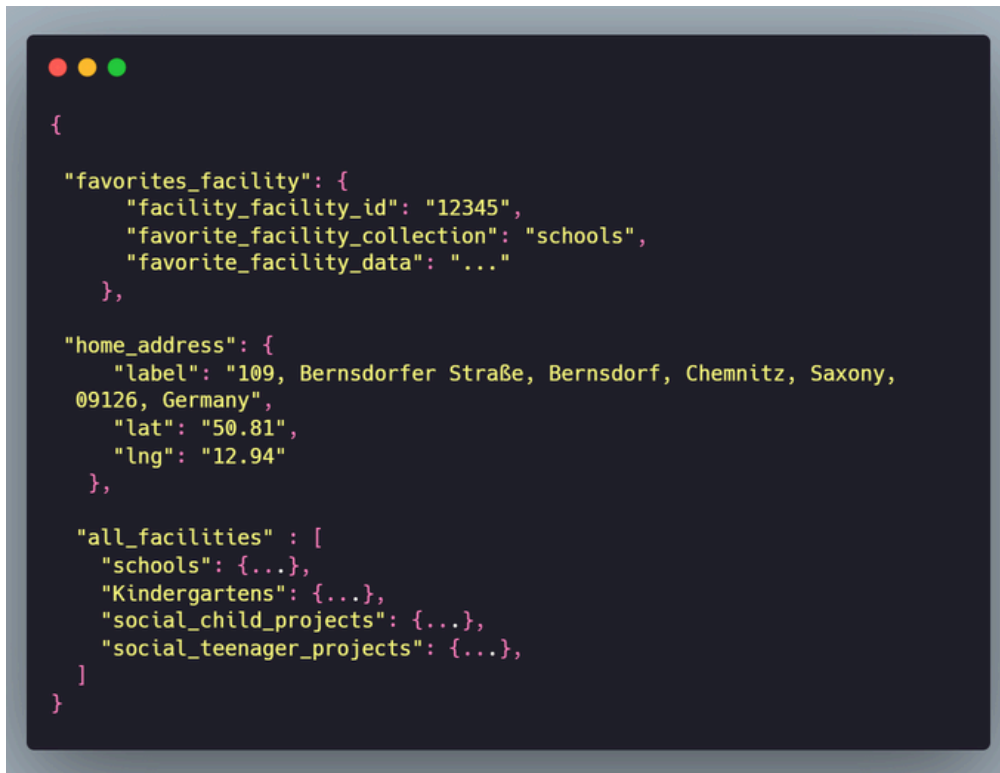 {
"favorites_facility": {
"facility_facility_id": "12345",
"favorite_facility_collection": "schools",
"favorite_facility_data": "..."
},
"home_address": {
"label": "109, Bernsdorfer Straße, Bernsdorf, Chemnitz, Saxony,
09126, Germany",
"lat": "50.81",
"lng": "12.94"
},
"all_facilities" : [
"schools": {...},
"Kindergartens": {...},
"social_child_projects": {...},
"social_teenager_projects": {...},
]
}